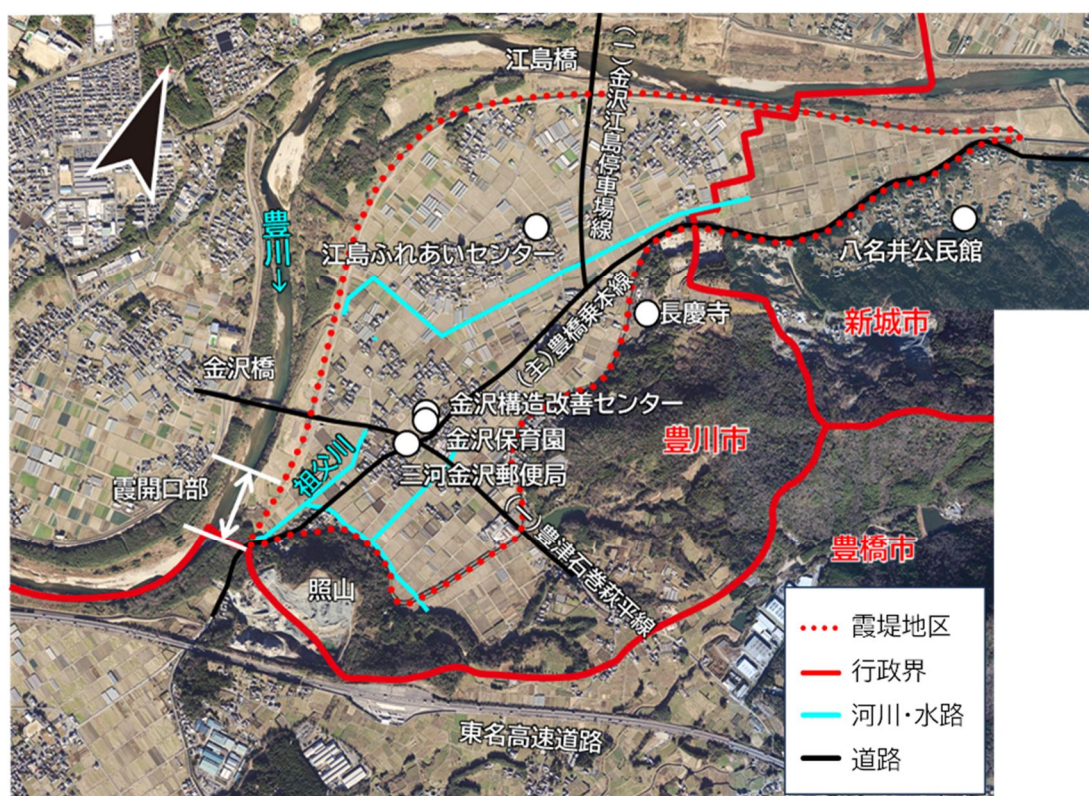 江島橋
(一)金沢江島停車場線
豊川→
江島ふれあいセンター
八名井公民館
長慶寺
新城市
(主)豊橋乗本線
金沢橋
金沢構造改善センター
金沢保育園
豊川市
三河金沢郵便局
祖父川
霞開口部
(一)豊津石巻萩平線
豊橋市
照山
東名高速道路
霞堤地区
行政界
河川・水路
道路